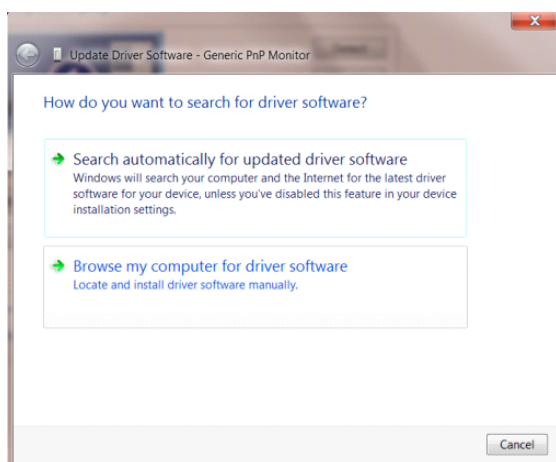 Update Driver Software - Generic PnP Monitor
How do you want to search for driver software?
Search automatically for updated driver software
Windows will search your computer and the Internet for the latest driver
software for your device, unless you've disabled this feature in your device
installation settings.
Browse my computer for driver software
Locate and install driver software manually.
Cancel